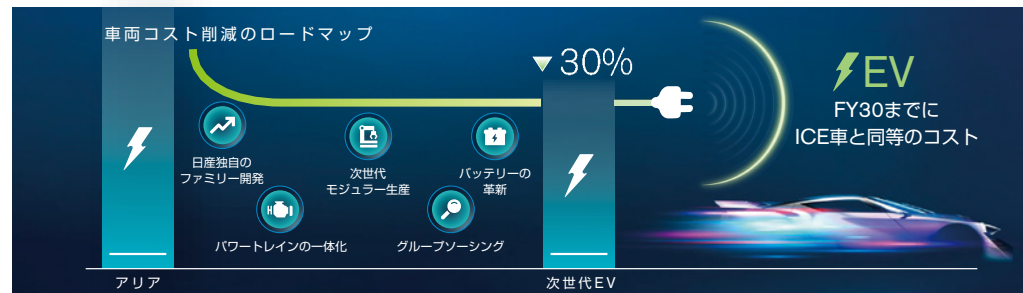 車両コスト削減のロードマップ
▼30%
EV
FY30までに
ICE車と同等のコスト
日産独自の
ファミリー開発
次世代
モジュラー生産
バッテリーの
革新
パワートレインの一体化
グループソーシング
アリア
次世代EV